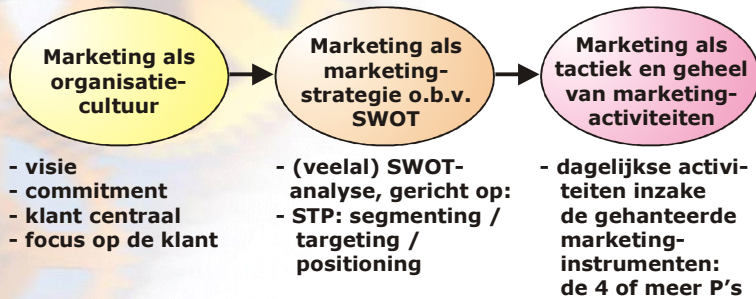 Marketing als
organisatie-
cultuur
Marketing als
marketing-
strategie o.b.v.
SWOT
Marketing als
tactiek en geheel
van marketing-
activiteiten
- visie
- commitment
- klant centraal
- focus op de klant
- (veelal) SWOT-
analyse, gericht op:
- STP: segmenting /
targeting /
positioning
- dagelijkse activi-
teiten inzake
de gehanteerde
marketing-
instrumenten:
de 4 of meer P's